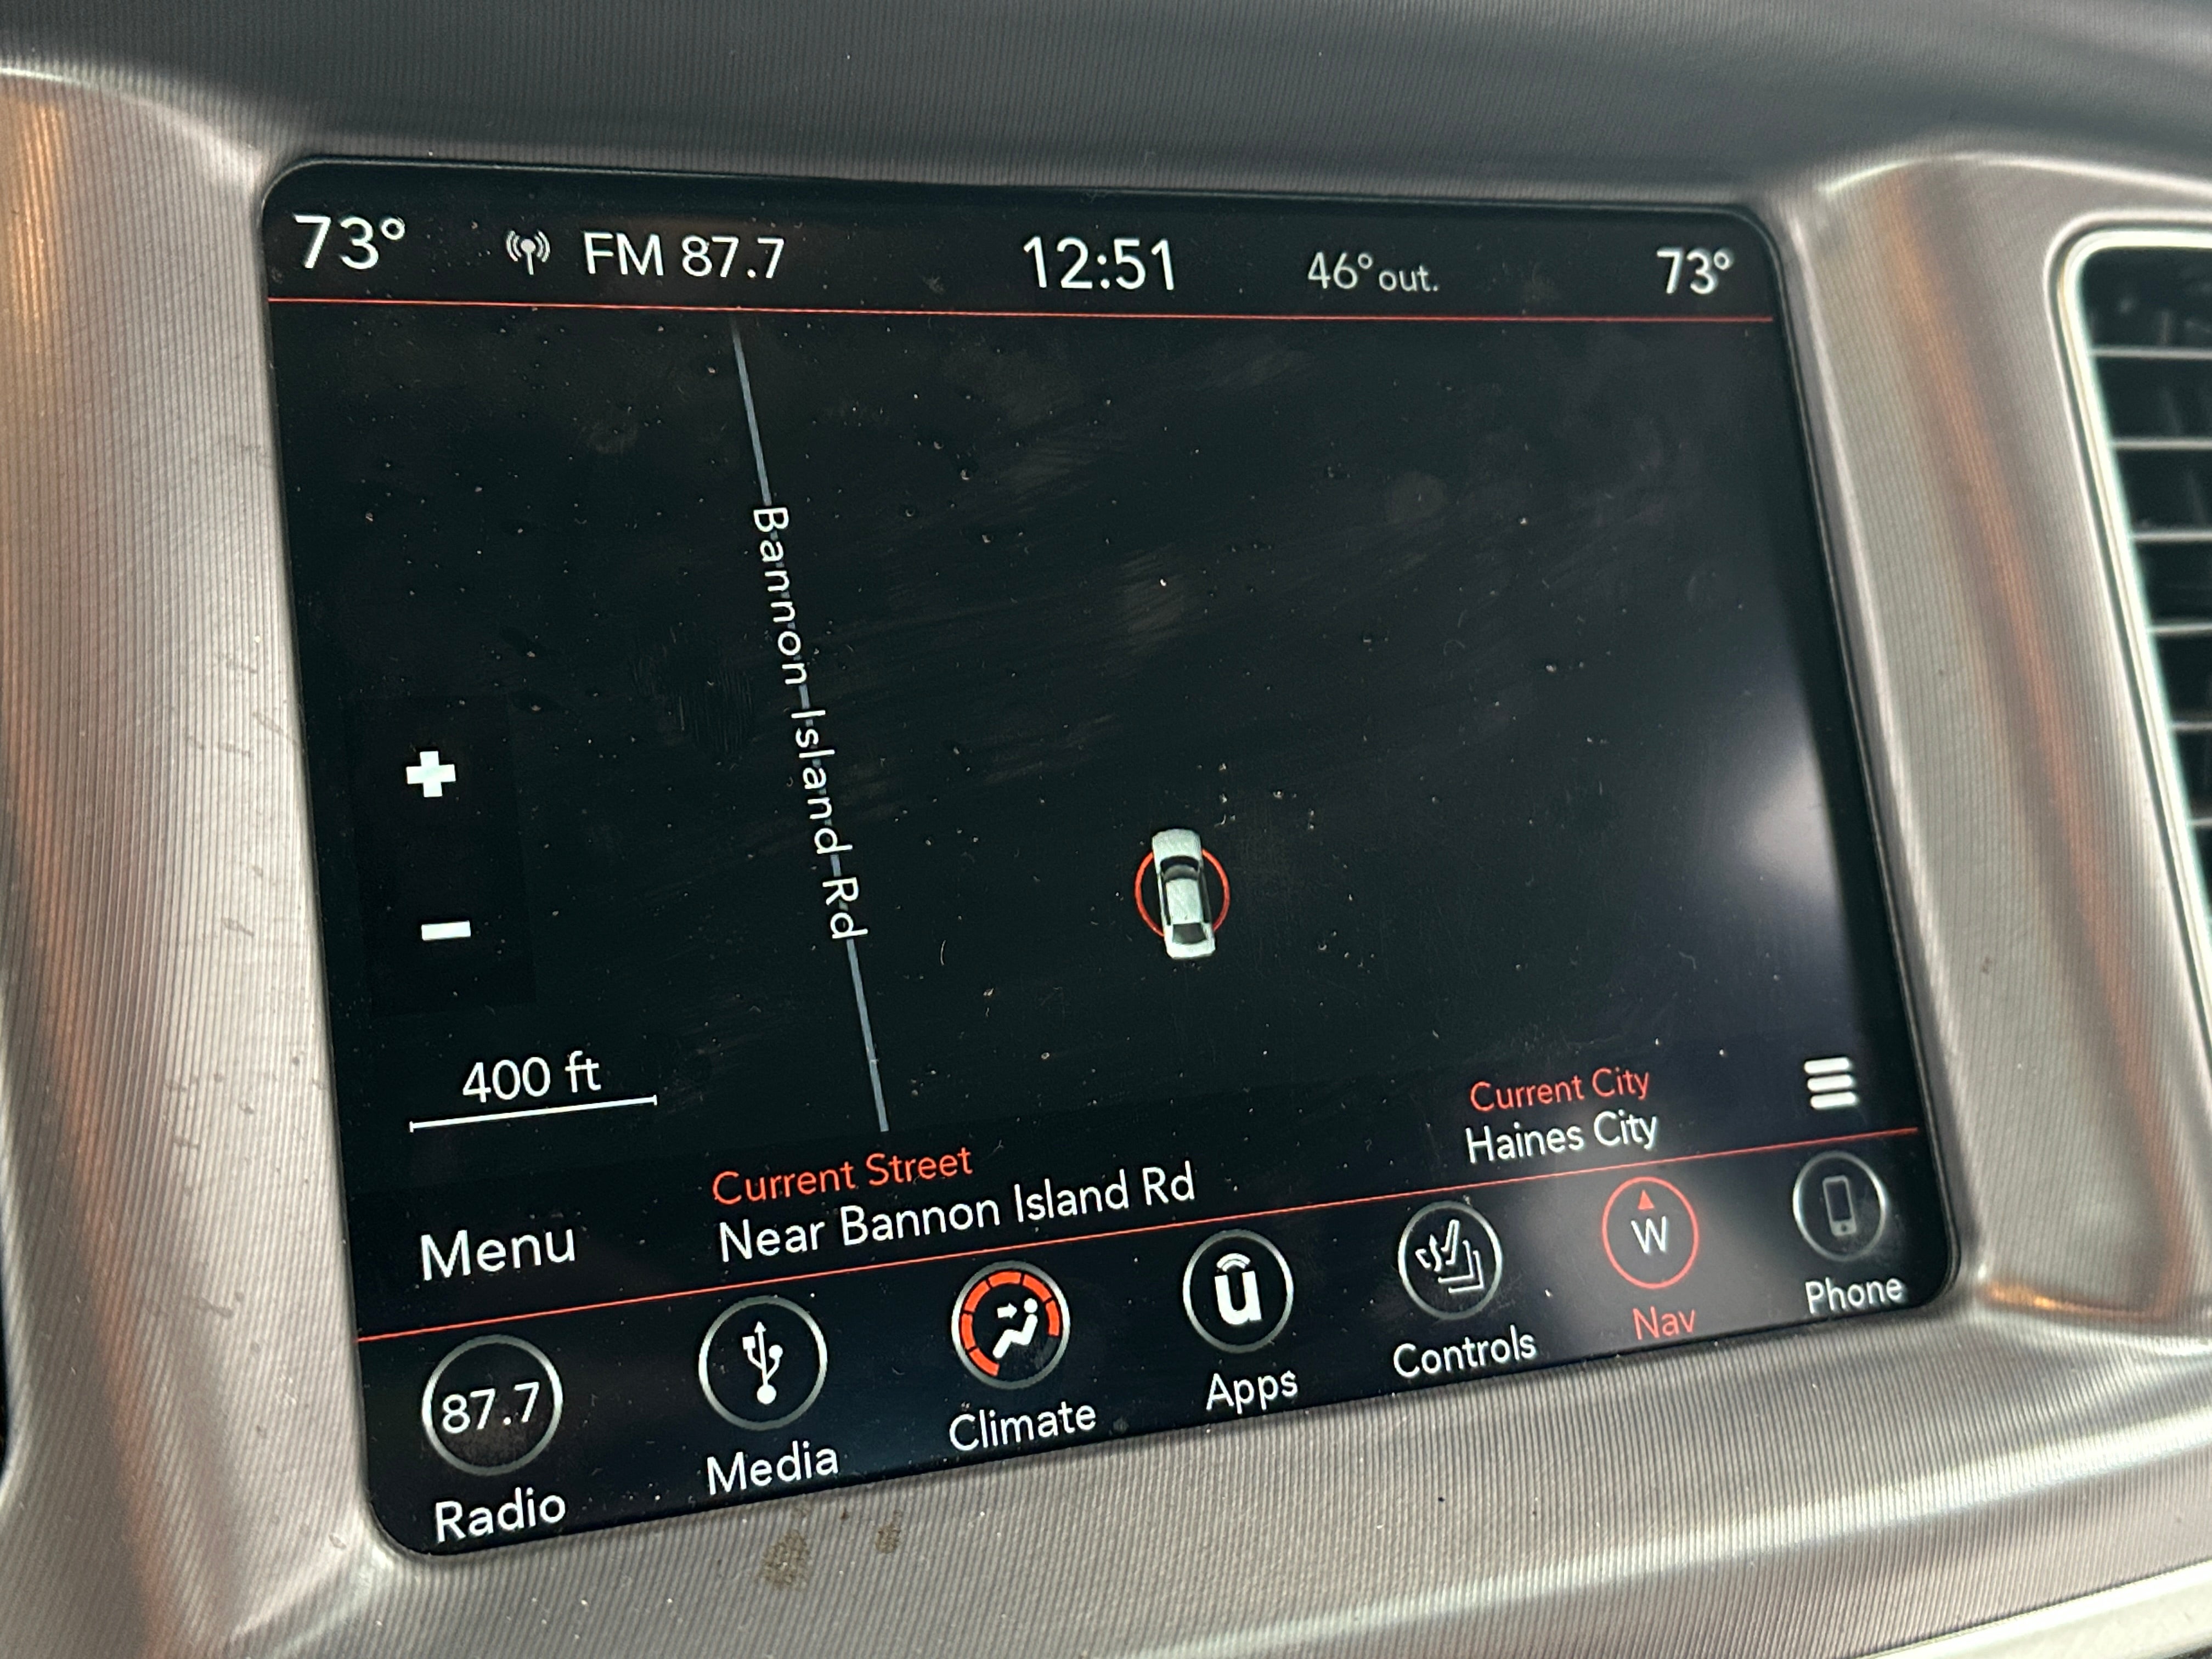 73° FM 87.7 12:51 46° out. 73°
Bannon Island Rd
+
−
400 ft
Current City
Haines City
Current Street
Near Bannon Island Rd
Menu
87.7
u
W
Radio
Media
Climate
Apps
Controls
Nav
Phone